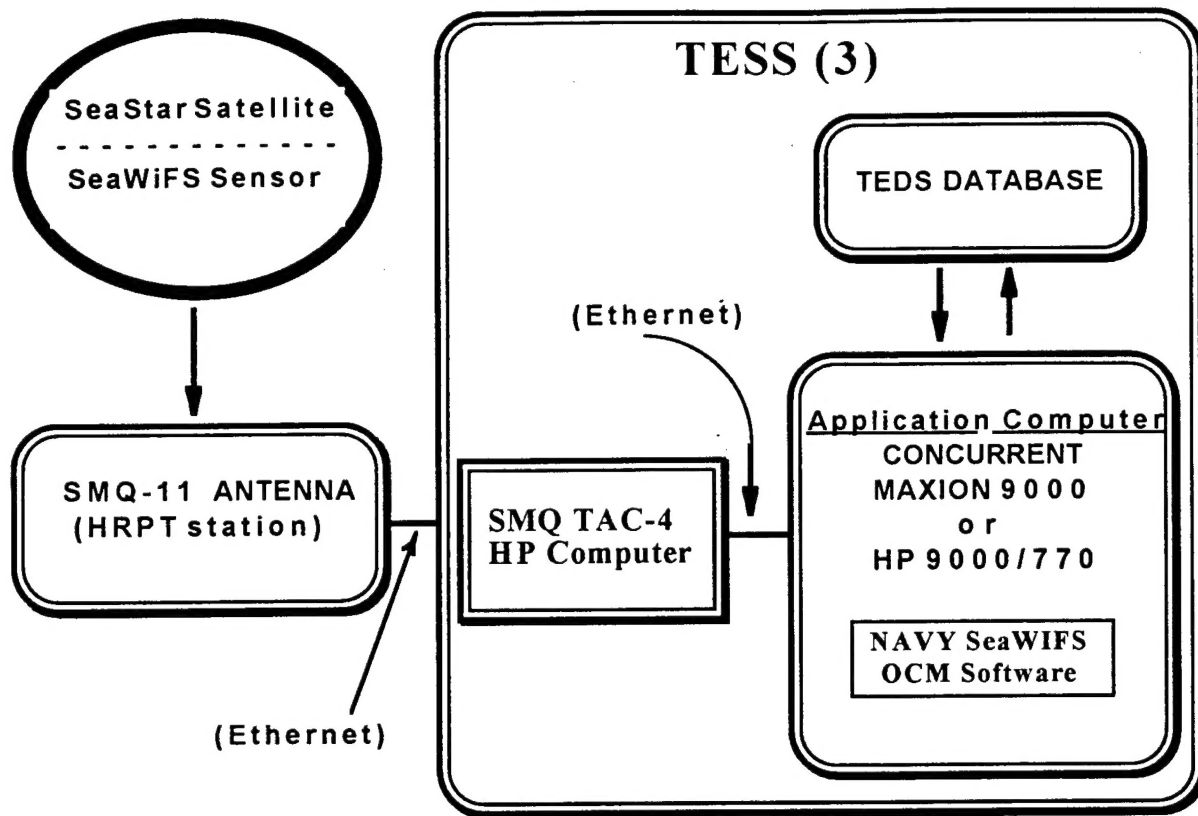 SeaStar Satellite
SeaWiFS Sensor
SMQ-11 ANTENNA
(HRPT station)
(Ethernet)
TESS (3)
TEDS DATABASE
(Ethernet)
SMQ TAC-4
HP Computer
Application Computer
CONCURRENT
MAXION 9000
or
HP 9000/770
NAVY SeaWIFS
OCM Software